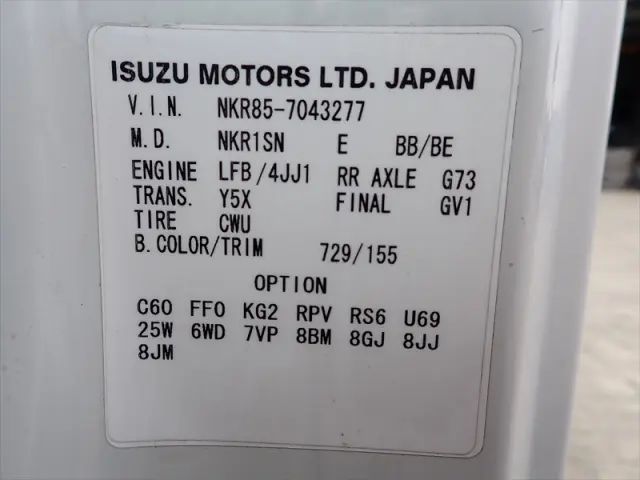 ISUZU MOTORS LTD. JAPAN
V.I.N. NKR85-7043277
M.D. NKR1SN E BB/BE
ENGINE LFB/4JJ1 RR AXLE G73
TRANS. Y5X FINAL GV1
TIRE CWU
B.COLOR/TRIM 729/155
OPTION
C60 FF0 KG2 RPV RS6 U69
25W 6WD 7VP 8BM 8GJ 8JJ
8JM